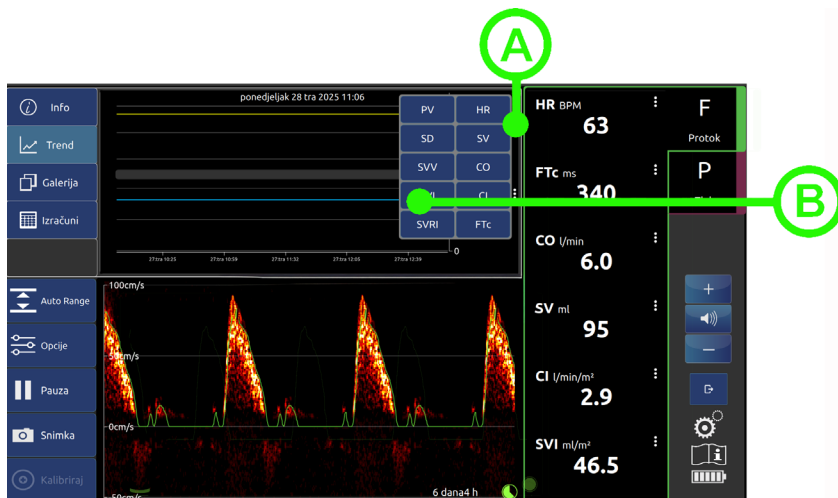 A
B
Info
Trend
Galerija
Izračuni
Auto Range
Opcije
Pauza
Snimka
Kalibriraj
ponedjeljak 28 tra 2025 11:06
PV HR
SD SV
SVV CO
CI
SVRI FTc
0
27 tra 10:25 27 tra 10:59 27 tra 11:32 27 tra 12:05 27 tra 12:39
100cm/s
50cm/s
0cm/s
-50cm/s
6 dana4 h
HR BPM
63
FTc ms
340
CO l/min
6.0
SV ml
95
CI l/min/m²
2.9
SVI ml/m²
46.5
F
Protok
P
+
−